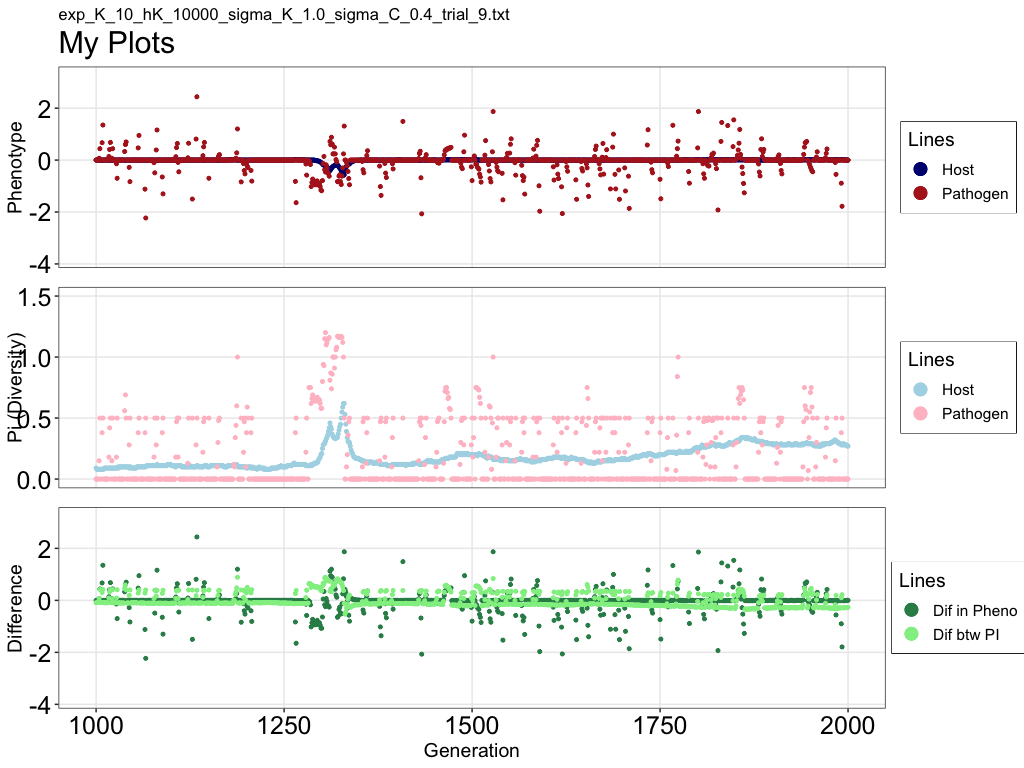 exp_K_10_hK_10000_sigma_K_1.0_sigma_C_0.4_trial_9.txt
My Plots
Phenotype
2
0
-2
-4
Lines
Host
Pathogen
Pi (Diversity)
1.5
1.0
0.5
0.0
Lines
Host
Pathogen
Difference
2
0
-2
-4
Lines
Dif in Pheno
Dif btw PI
1000 1250 1500 1750 2000
Generation